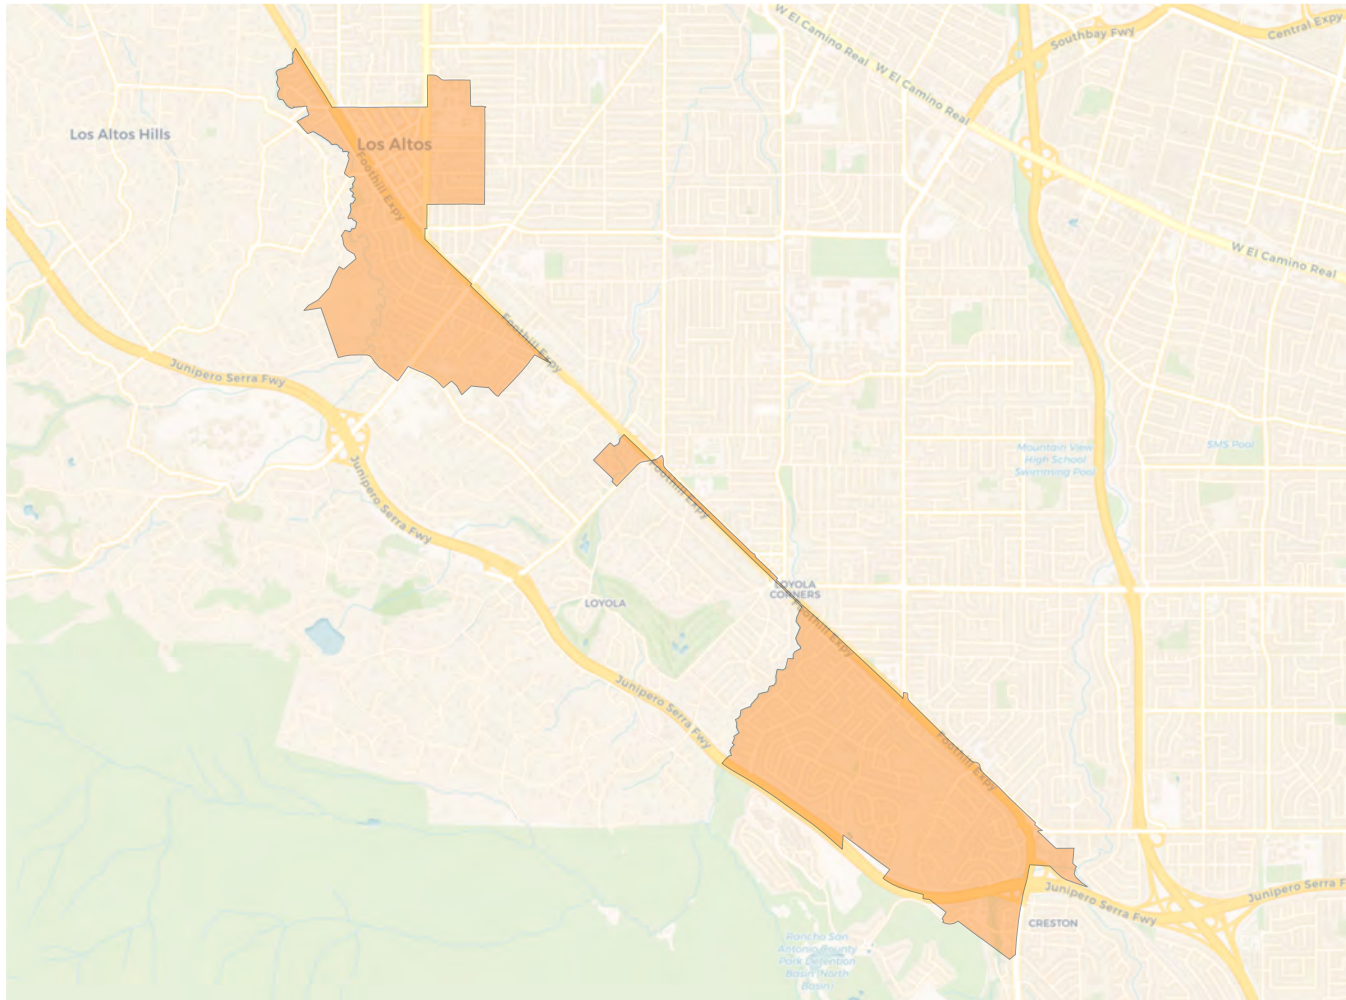 W El Camino Real
W El Camino Real
Southbay Fwy
Central Expy
Los Altos Hills
Los Altos
Foothill Expy
W El Camino Real
Foothill Expy
Junipero Serra Fwy
Mountain View
High School
Swimming Pool
SMS Pool
Junipero Serra Fwy
Foothill Expy
LOYOLA
CORNERS
LOYOLA
Foothill Expy
Junipero Serra Fwy
Foothill Expy
Junipero Serra Fwy
Junipero Serra F
CRESTON
Rancho San
Antonio County
Park Detention
Basin (North
Basin)